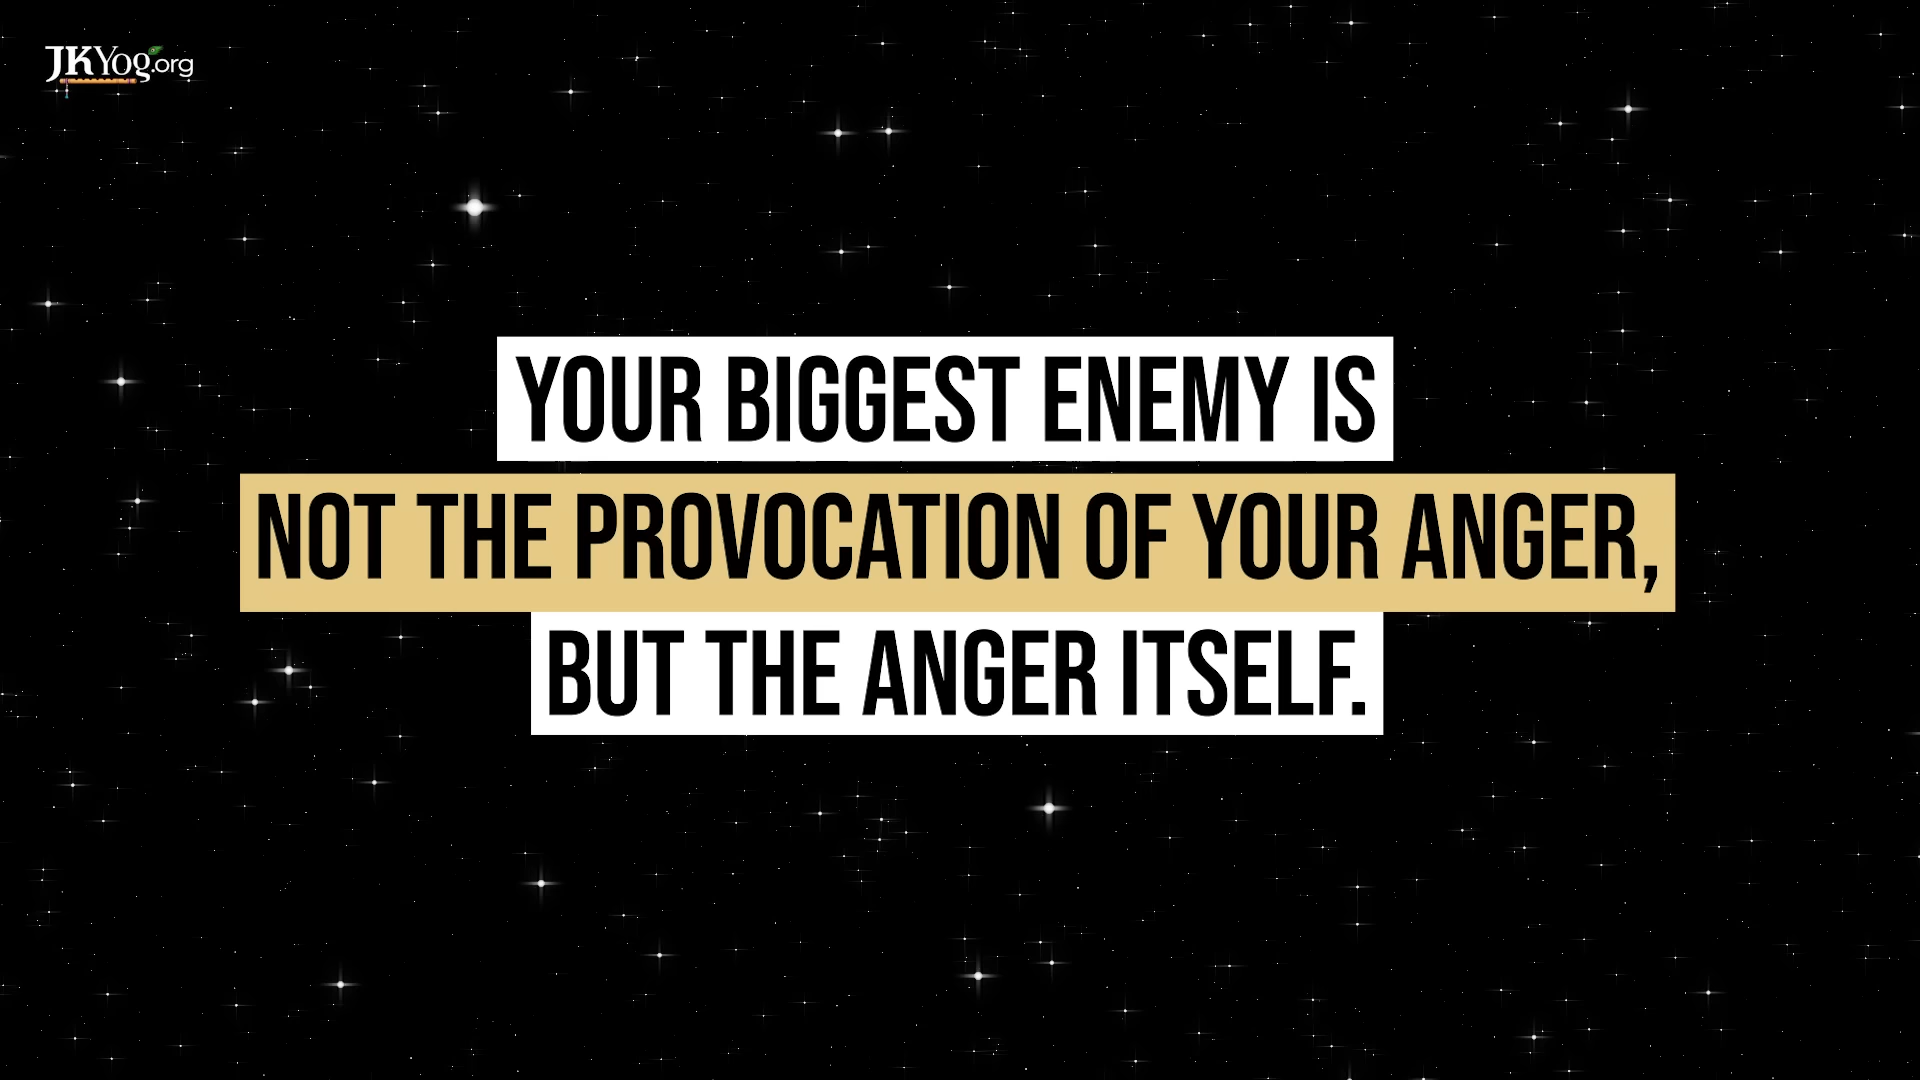 JKYog.org
YOUR BIGGEST ENEMY IS
NOT THE PROVOCATION OF YOUR ANGER,
BUT THE ANGER ITSELF.